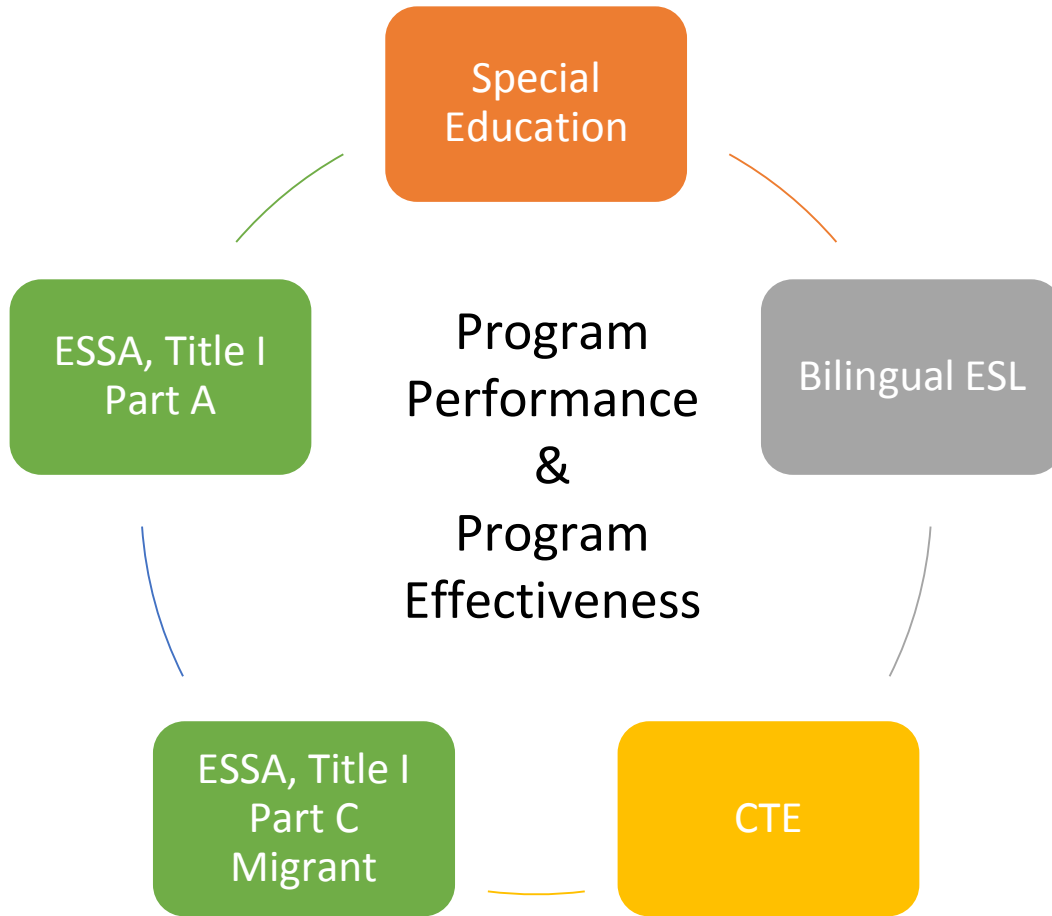 Special
Education
ESSA, Title I
Part A
Program
Performance
&
Program
Effectiveness
Bilingual ESL
ESSA, Title I
Part C
Migrant
CTE